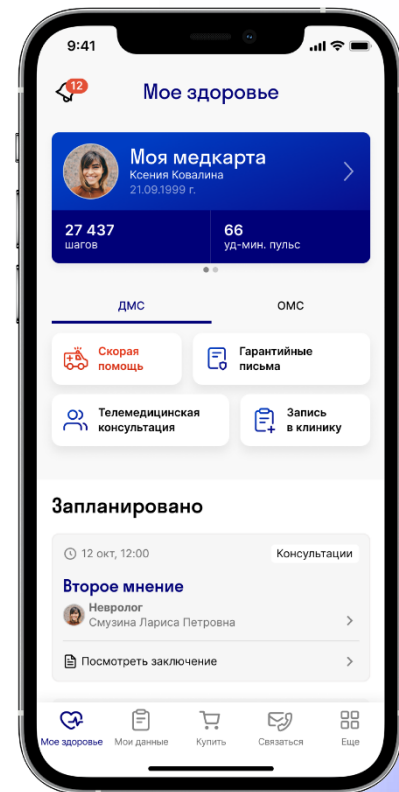 9:41
12
Мое здоровье
Моя медкарта
Ксения Ковалина
21.09.1999 г.
27 437
шагов
66
уд-мин. пульс
ДМС
ОМС
Скорая
помощь
Гарантийные
письма
Телемедицинская
консультация
Запись
в клинику
Запланировано
12 окт, 12:00
Консультации
Второе мнение
Невролог
Смузина Лариса Петровна
Посмотреть заключение
Мое здоровье
Мои данные
Купить
Связаться
Еще